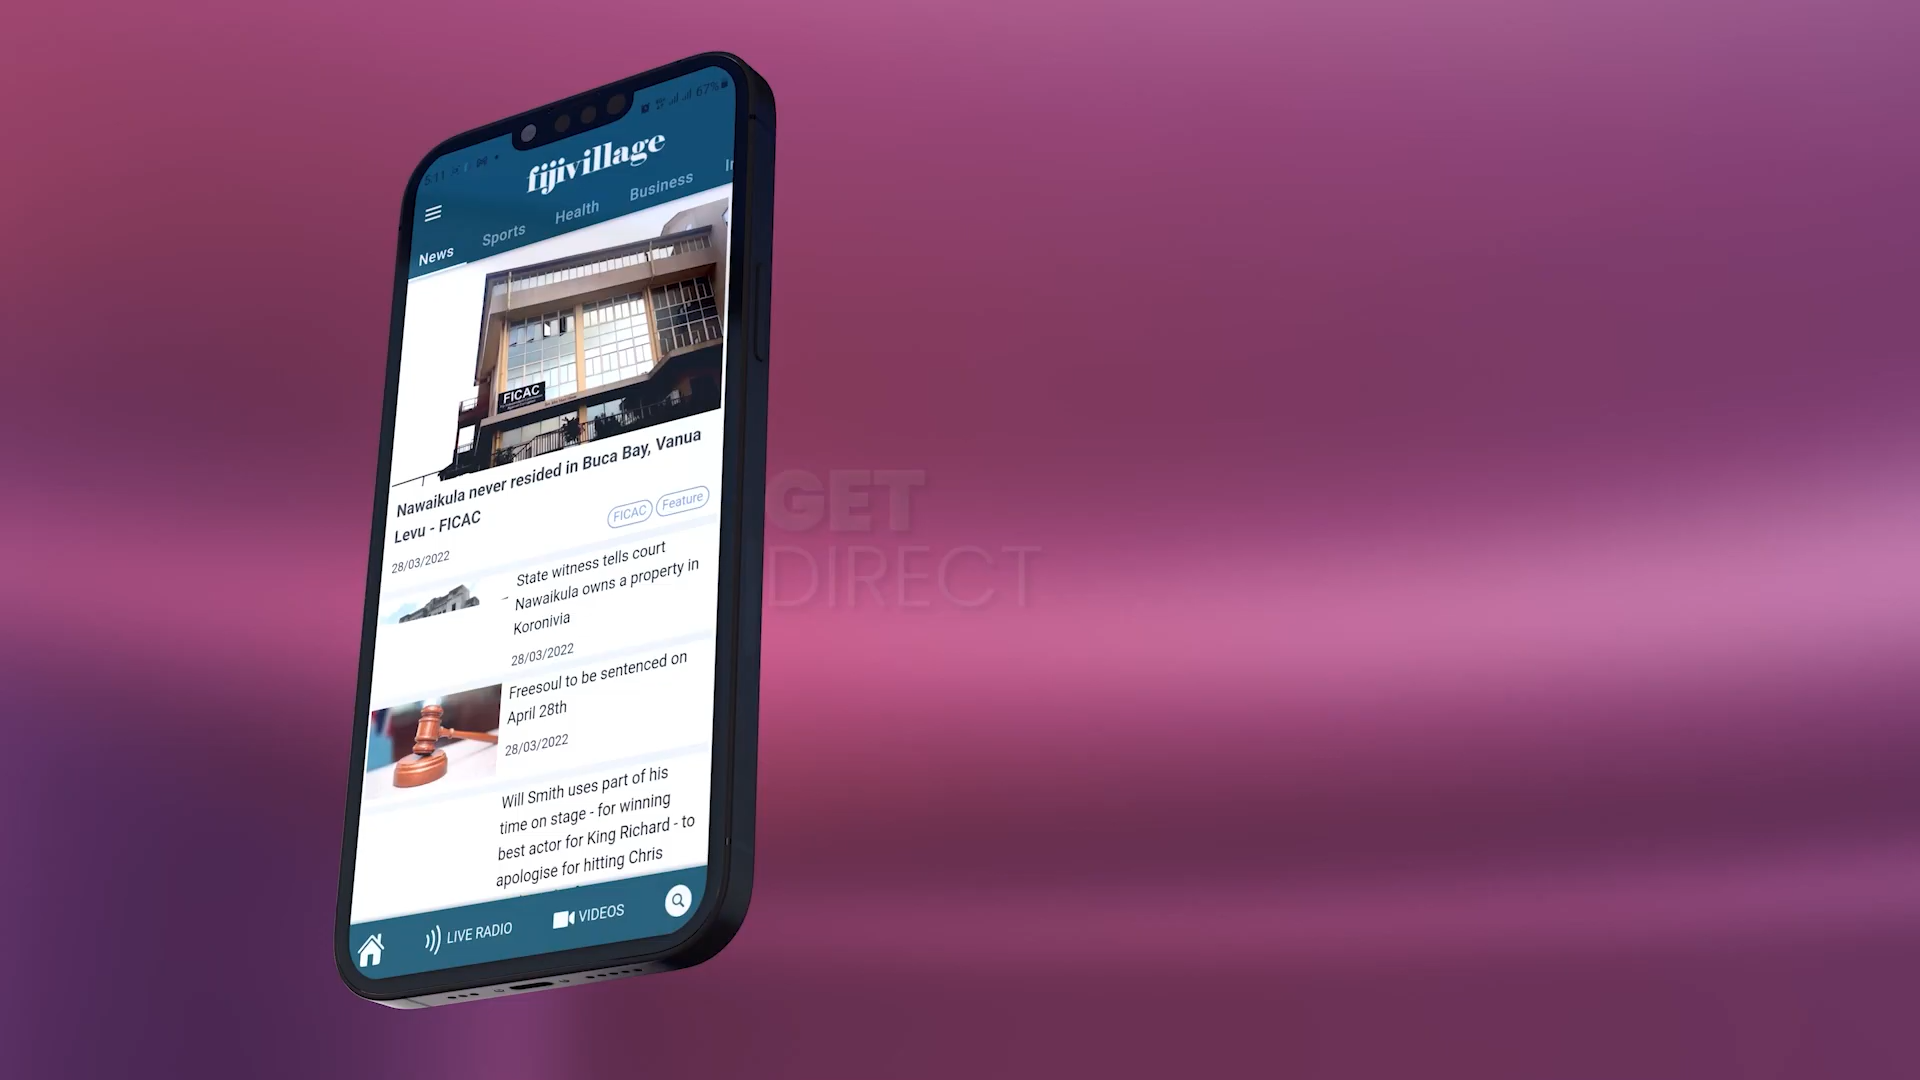 5:11
67%
fijivillage
News
Sports
Health
Business
FICAC
Nawaikula never resided in Buca Bay, Vanua
Levu - FICAC
FICAC
Feature
28/03/2022
State witness tells court
Nawaikula owns a property in
Koronivia
28/03/2022
Freesoul to be sentenced on
April 28th
28/03/2022
Will Smith uses part of his
time on stage - for winning
best actor for King Richard - to
apologise for hitting Chris
LIVE RADIO
VIDEOS
GET
DIRECT